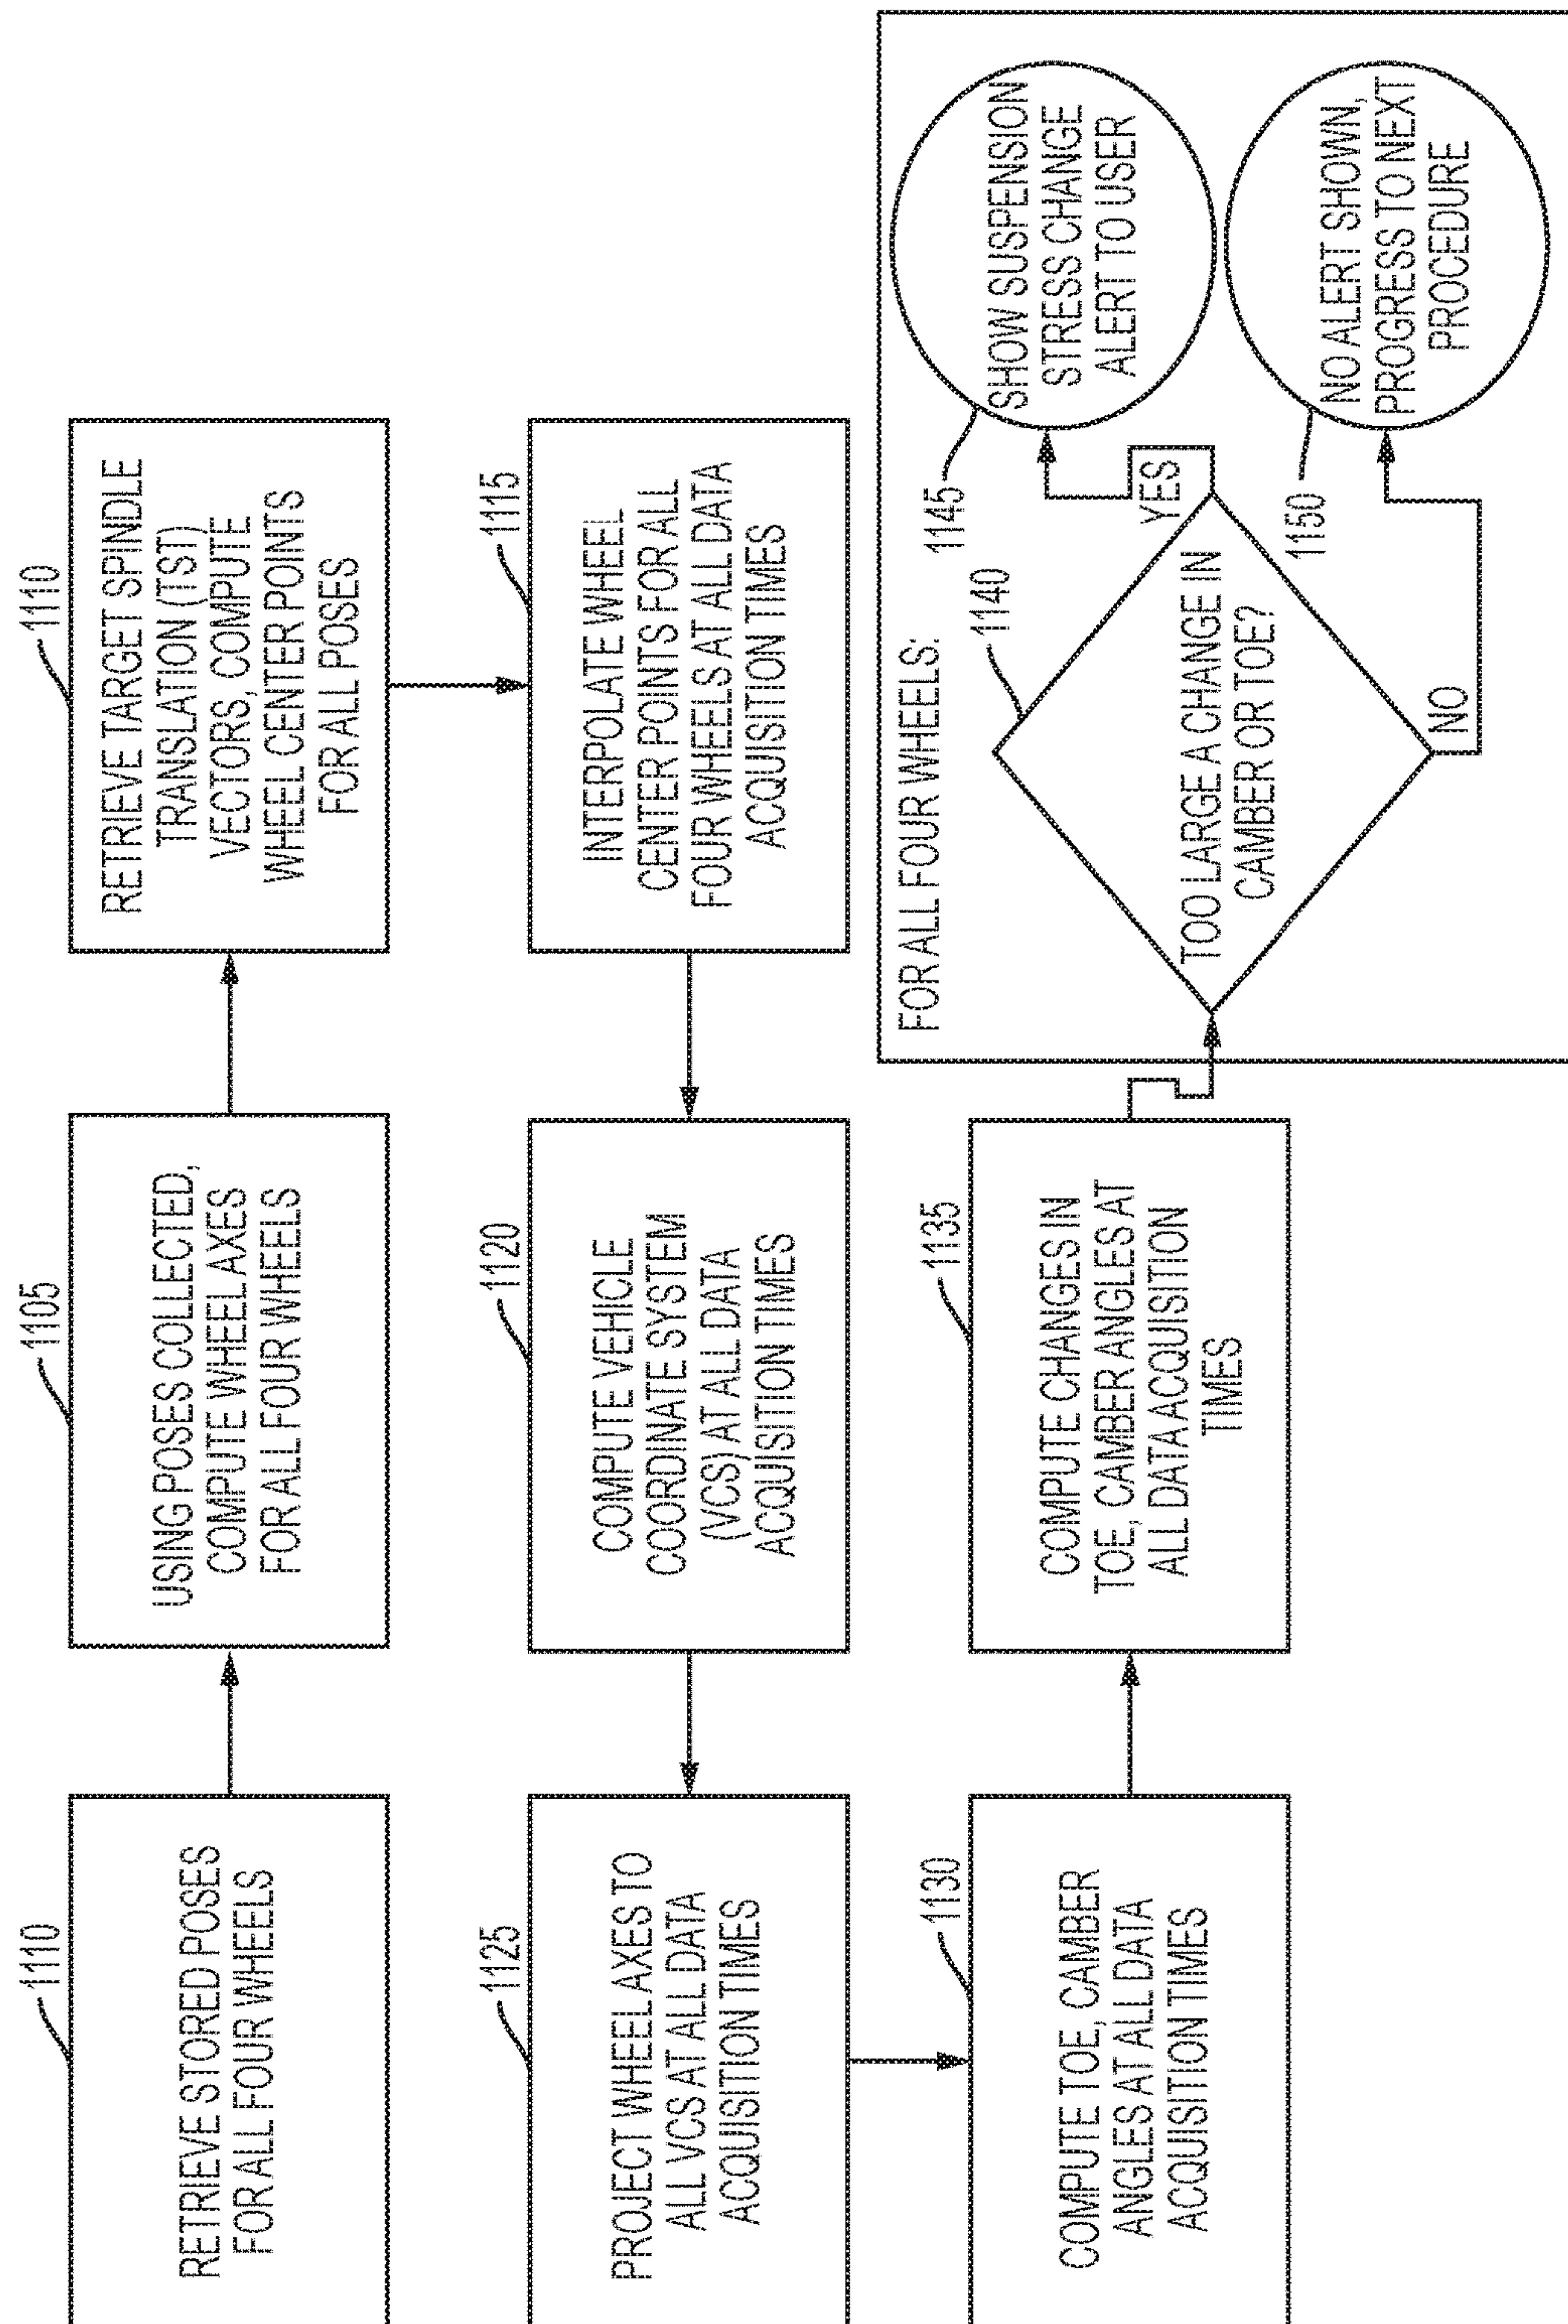 1110
RETRIEVE STORED POSES
FOR ALL FOUR WHEELS
1105
USING POSES COLLECTED,
COMPUTE WHEEL AXES
FOR ALL FOUR WHEELS
1110
RETRIEVE TARGET SPINDLE
TRANSLATION (TST)
VECTORS, COMPUTE
WHEEL CENTER POINTS
FOR ALL POSES
1115
INTERPOLATE WHEEL
CENTER POINTS FOR ALL
FOUR WHEELS AT ALL DATA
ACQUISITION TIMES
1120
COMPUTE VEHICLE
COORDINATE SYSTEM
(VCS) AT ALL DATA
ACQUISITION TIMES
1125
PROJECT WHEEL AXES TO
ALL VCS AT ALL DATA
ACQUISITION TIMES
1130
COMPUTE TOE, CAMBER
ANGLES AT ALL DATA
ACQUISITION TIMES
1135
COMPUTE CHANGES IN
TOE, CAMBER ANGLES AT
ALL DATA ACQUISITION
TIMES
FOR ALL FOUR WHEELS:
1140
TOO LARGE A CHANGE IN
CAMBER OR TOE?
YES
NO
1145
SHOW SUSPENSION
STRESS CHANGE
ALERT TO USER
1150
NO ALERT SHOWN,
PROGRESS TO NEXT
PROCEDURE